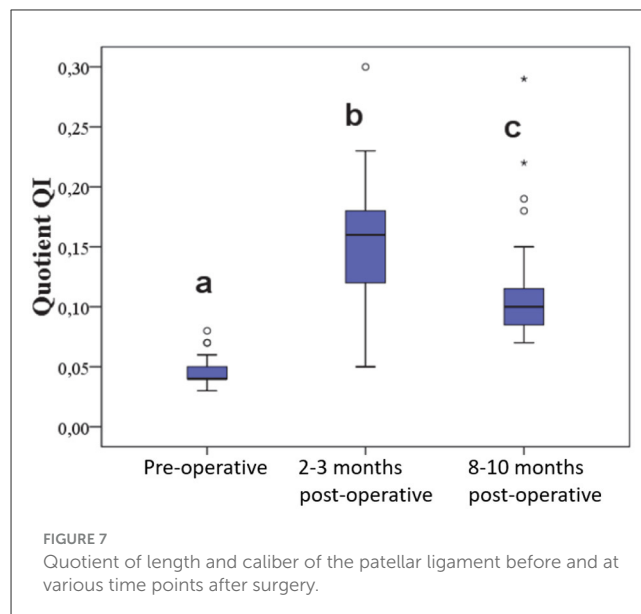 0,30
0,25
0,20
0,15
0,10
0,05
0,00
Quotient QI
a
b
c
Pre-operative
2-3 months
post-operative
8-10 months
post-operative
FIGURE 7
Quotient of length and caliber of the patellar ligament before and at
various time points after surgery.